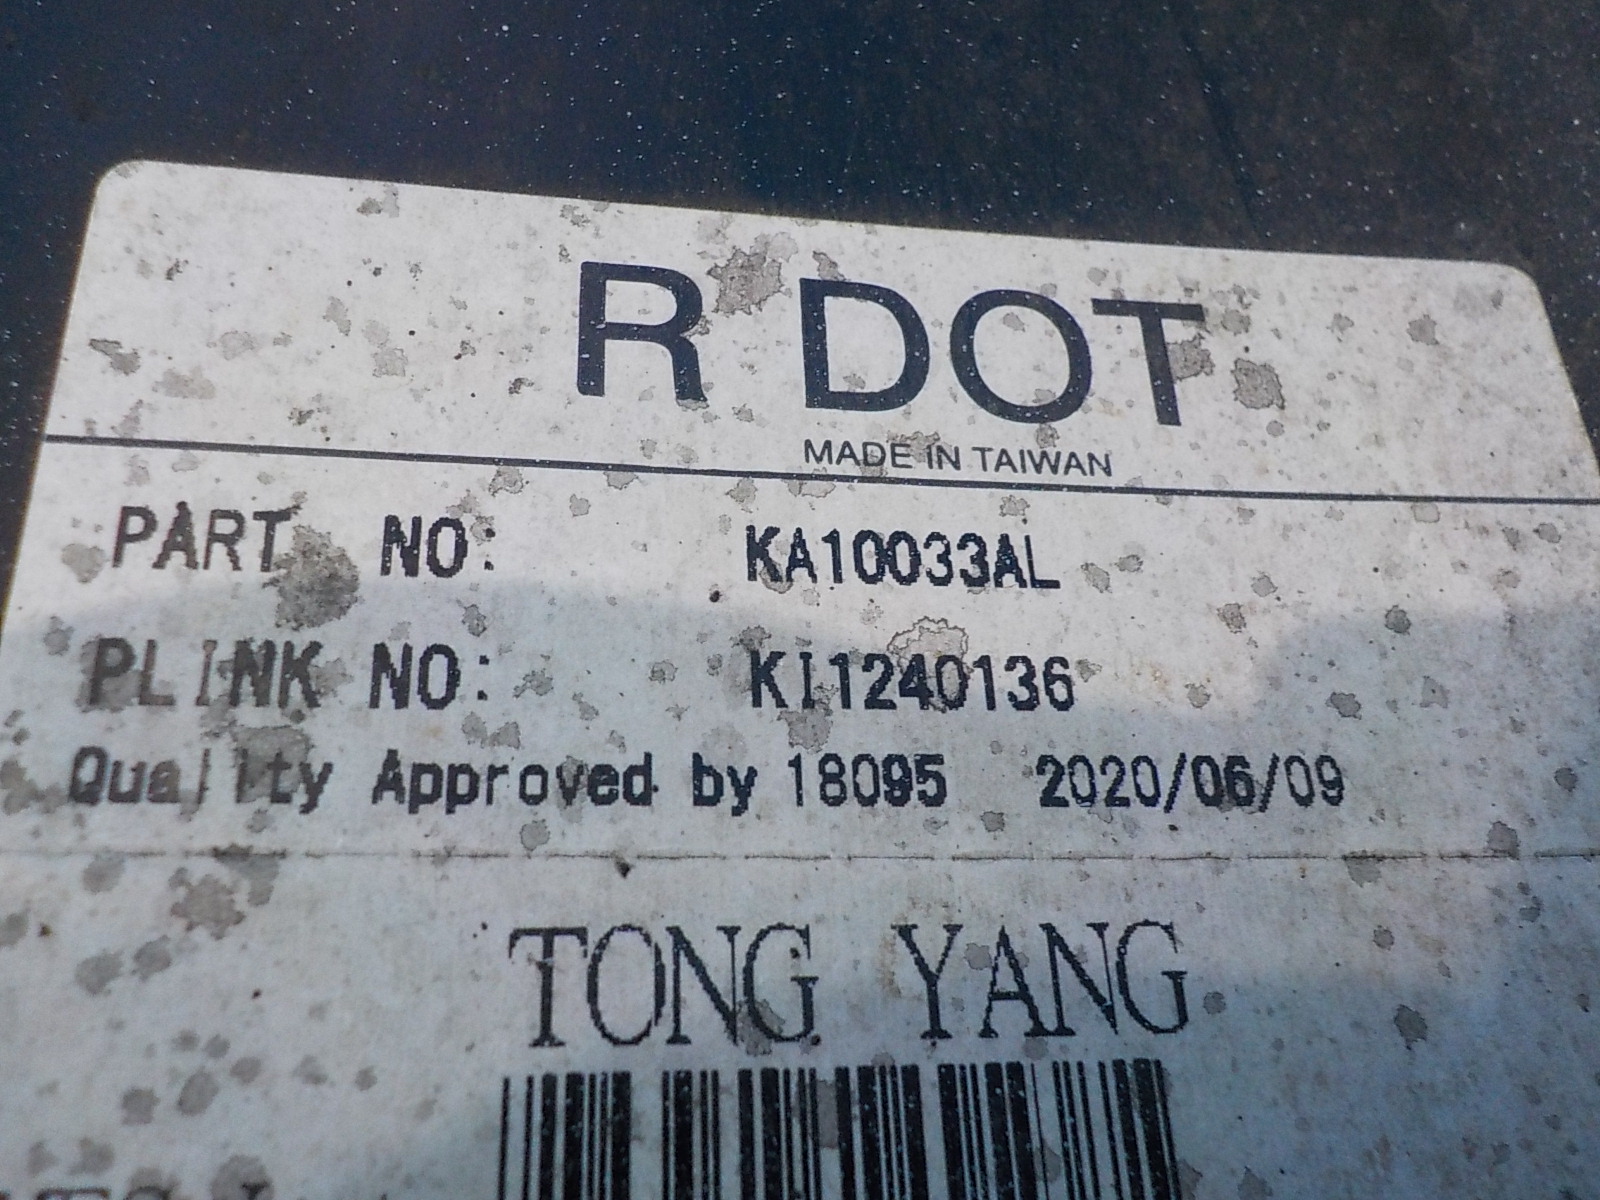 R DOT
MADE IN TAIWAN
PART NO: KA10033AL
PLINK NO: KI1240136
Quality Approved by 18095 2020/06/09
TONG YANG